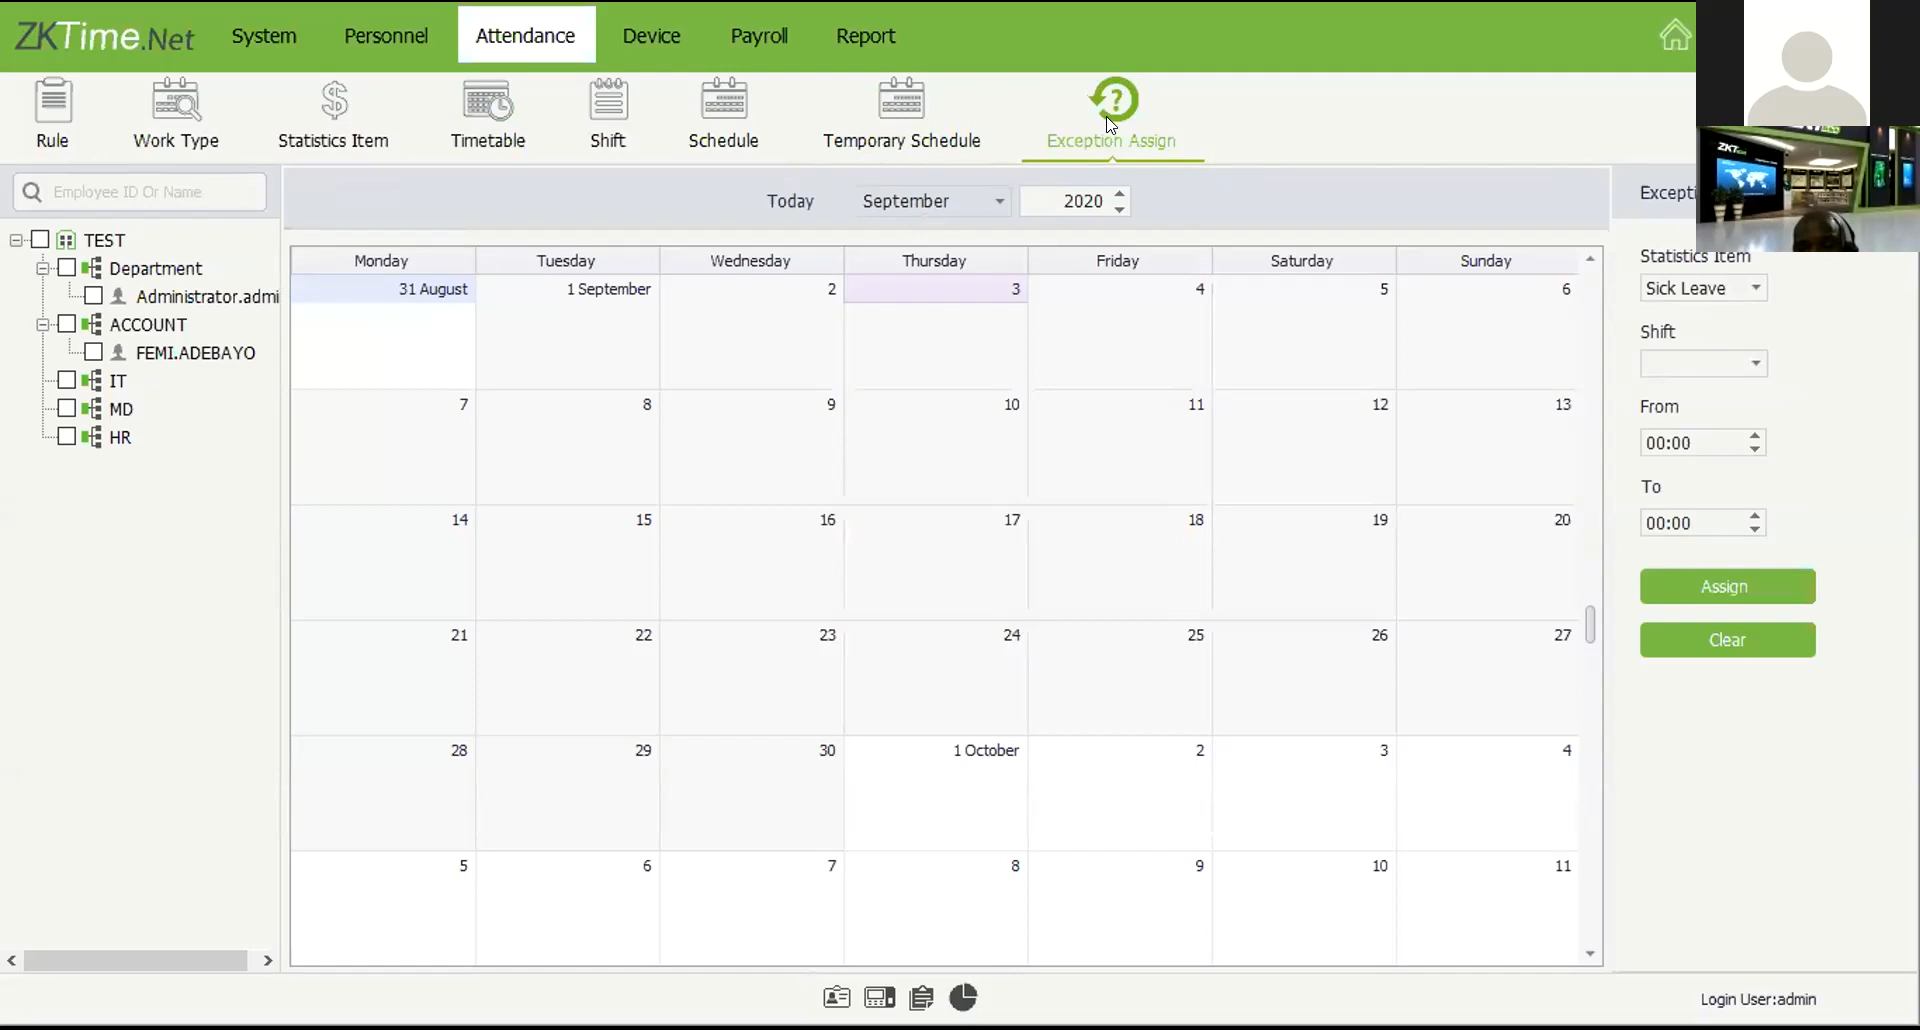 ZKTime.Net System Personnel Attendance Device Payroll Report
Rule Work Type Statistics Item Timetable Shift Schedule Temporary Schedule Exception Assign
Employee ID Or Name
TEST
Department
Administrator.admi
ACCOUNT
FEMI.ADEBAYO
IT
MD
HR
Today September 2020
Monday Tuesday Wednesday Thursday Friday Saturday Sunday
31 August 1 September 2 3 4 5 6
7 8 9 10 11 12 13
14 15 16 17 18 19 20
21 22 23 24 25 26 27
28 29 30 1 October 2 3 4
5 6 7 8 9 10 11
Excepti
Statistics Item
Sick Leave
Shift
From
00:00
To
00:00
Assign
Clear
Login User:admin